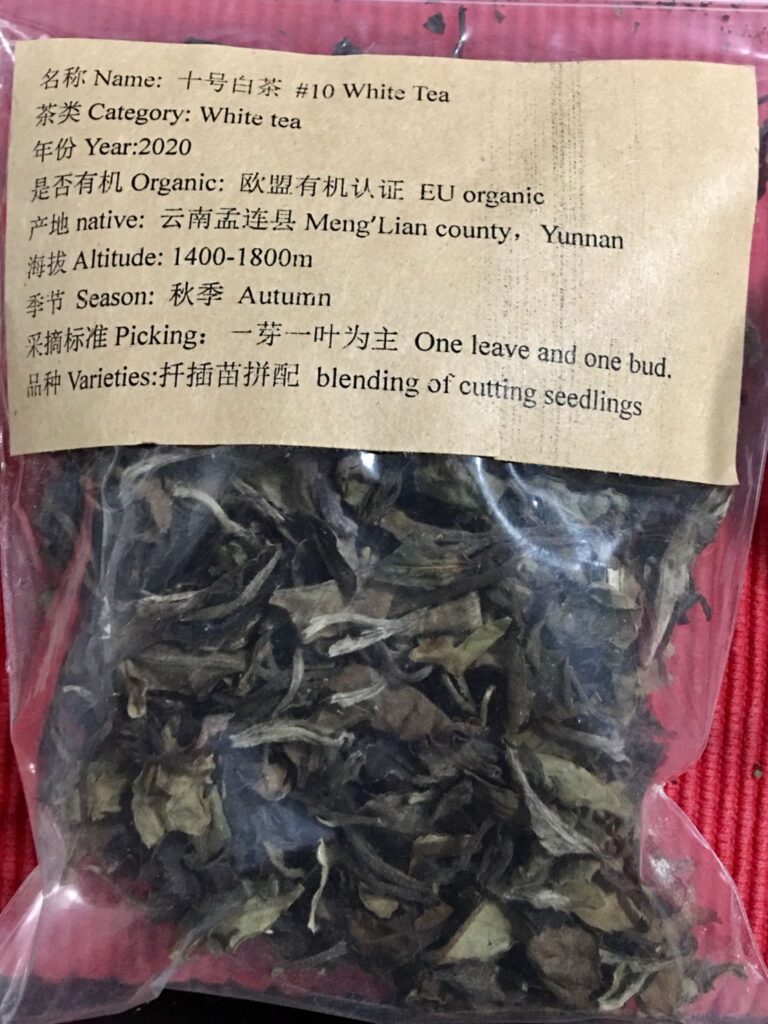 名称 Name: 十号白茶 #10 White Tea
茶类 Category: White tea
年份 Year:2020
是否有机 Organic: 欧盟有机认证 EU organic
产地 native: 云南孟连县 Meng'Lian county, Yunnan
海拔 Altitude: 1400-1800m
季节 Season: 秋季 Autumn
采摘标准 Picking: 一芽一叶为主 One leave and one bud.
品种 Varieties:扦插苗拼配 blending of cutting seedlings